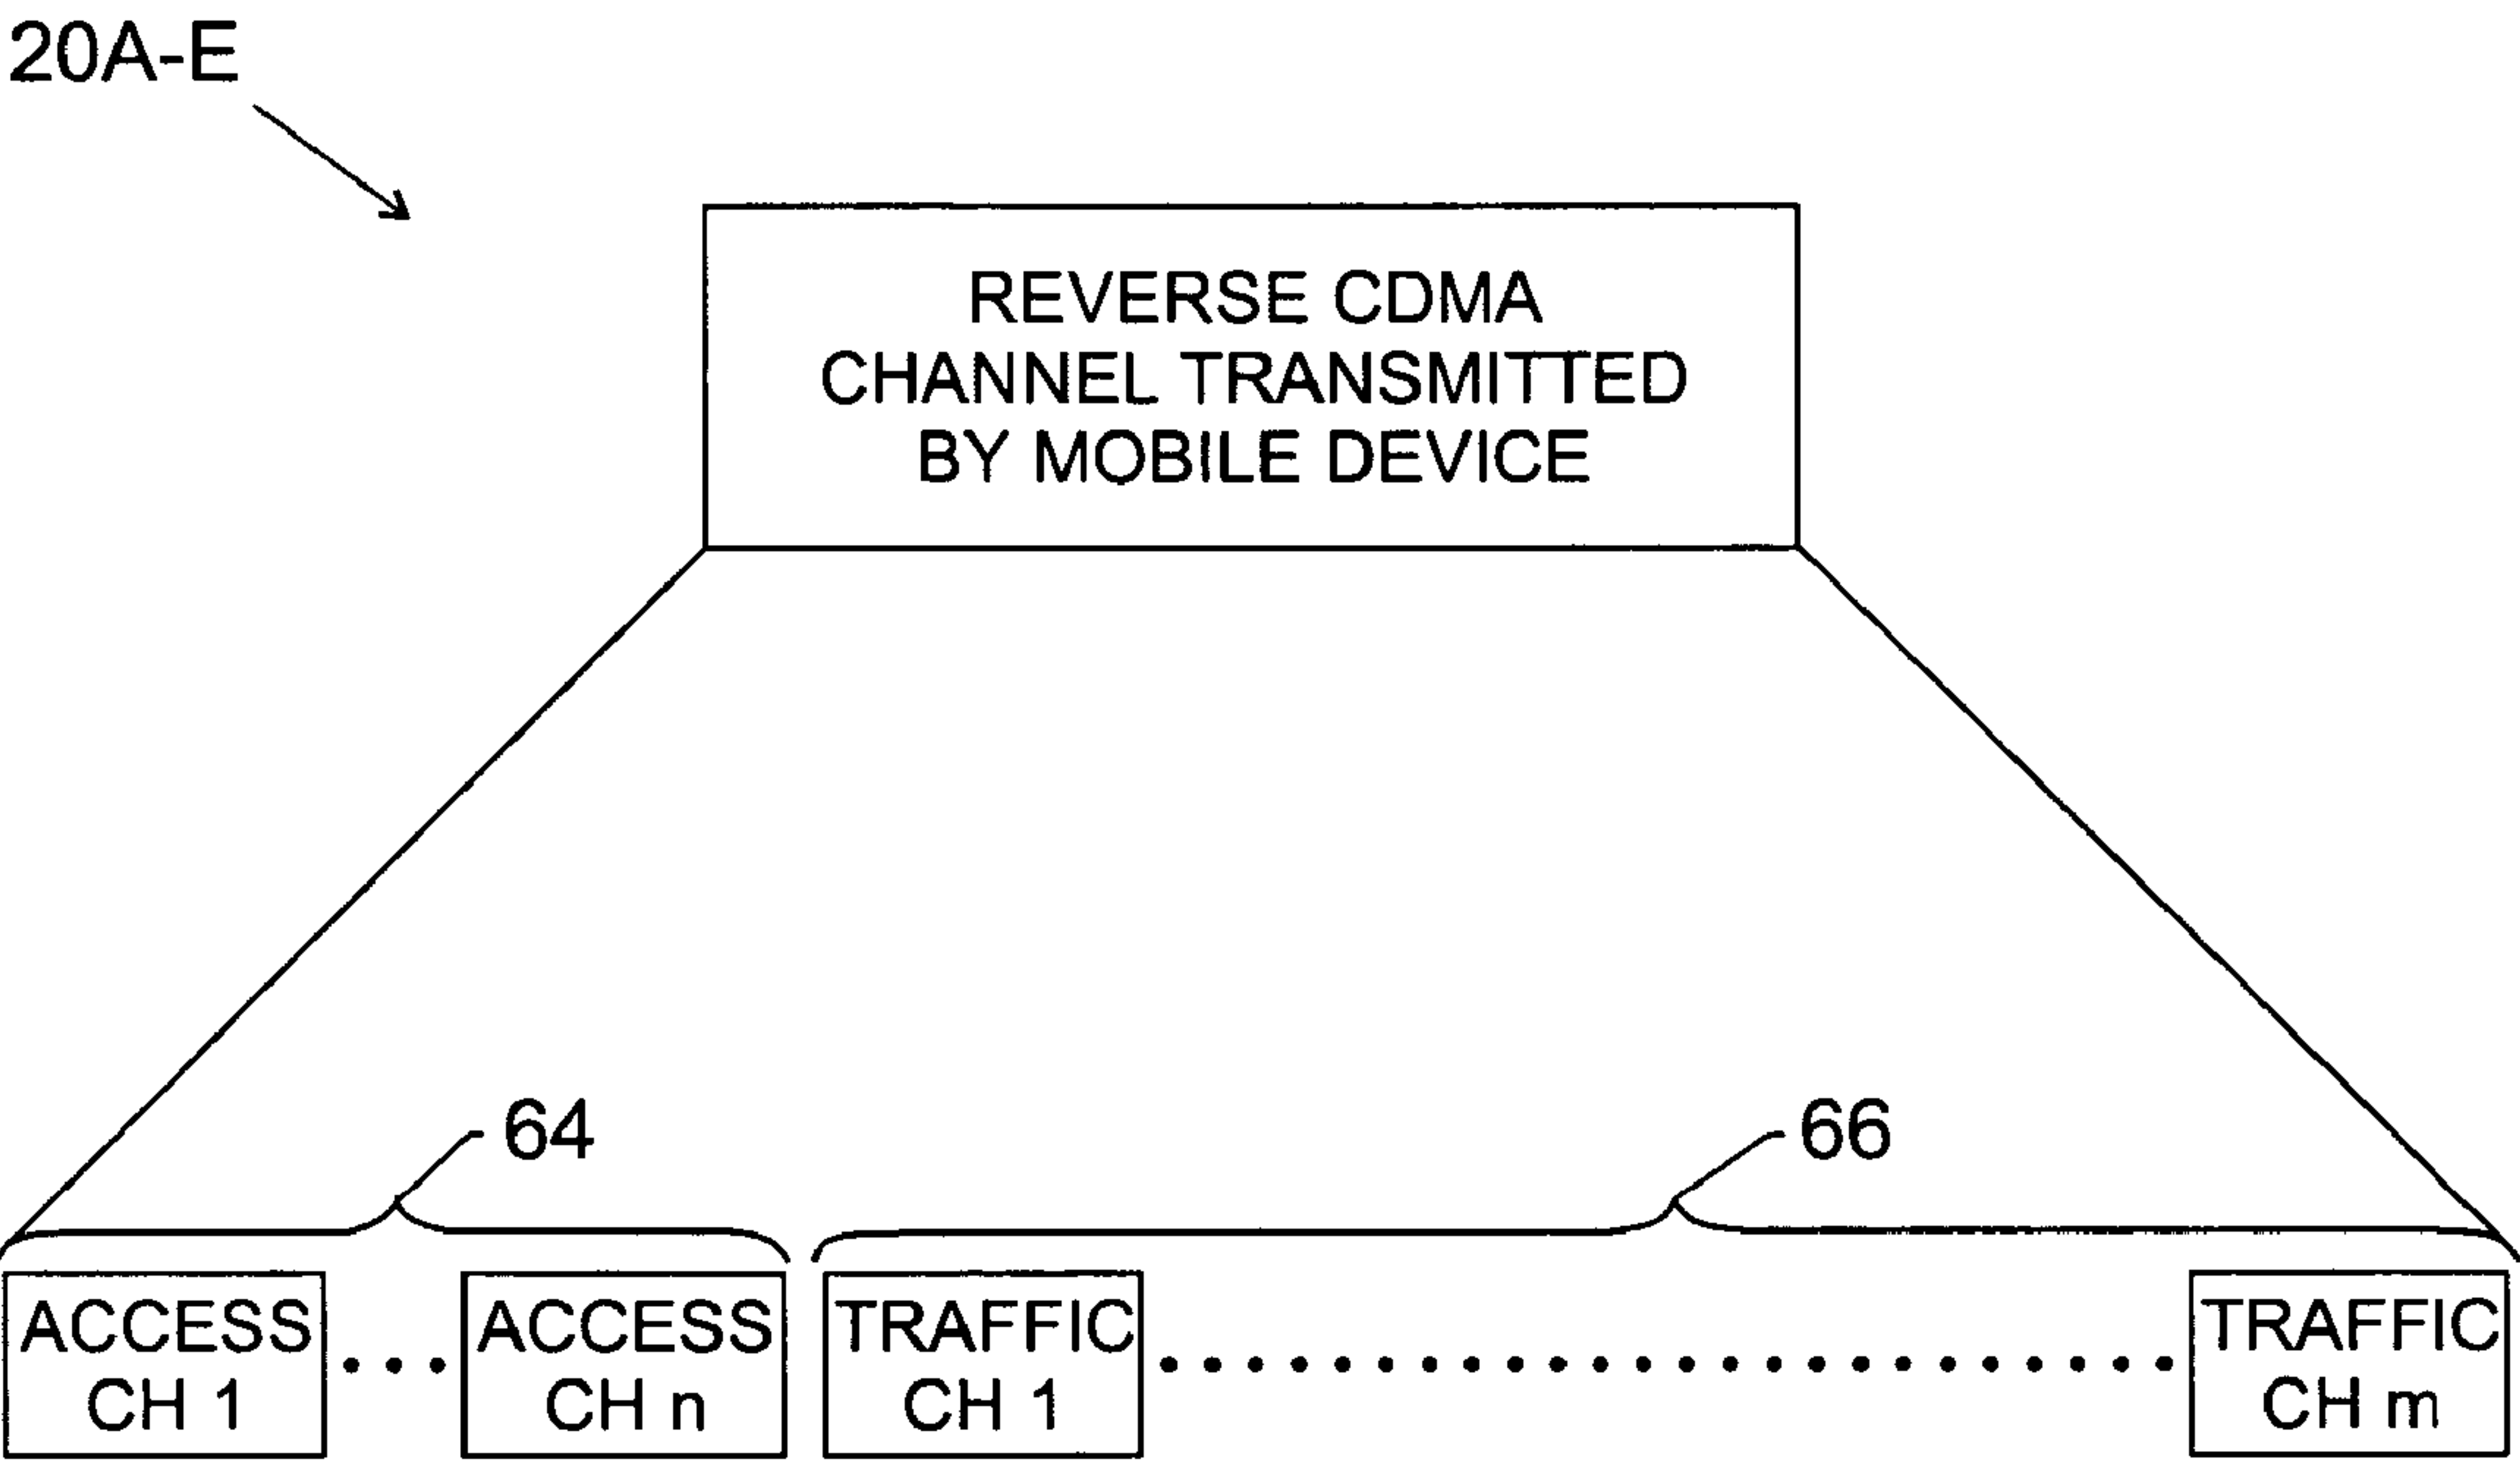 20A-E
REVERSE CDMA
CHANNEL TRANSMITTED
BY MOBILE DEVICE
64
66
ACCESS
CH 1
ACCESS
CH n
TRAFFIC
CH 1
TRAFFIC
CH m